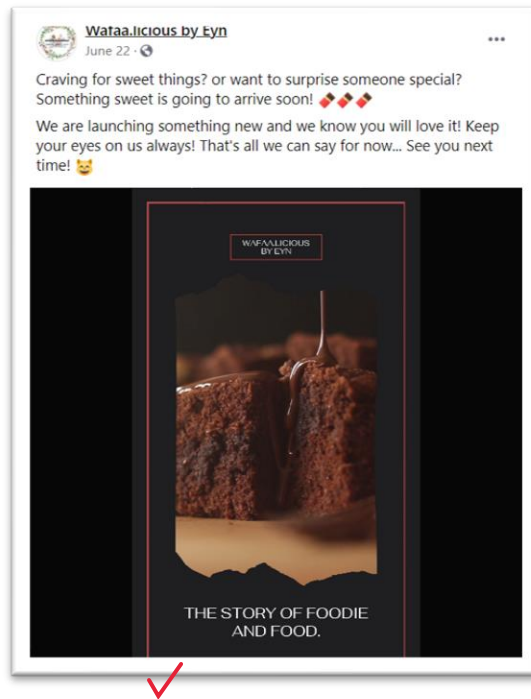 Wafaa.licious by Eyn
June 22 ·
Craving for sweet things? or want to surprise someone special?
Something sweet is going to arrive soon! 🍫🍫🍫
We are launching something new and we know you will love it! Keep
your eyes on us always! That's all we can say for now... See you next
time! 😸
WAFAA.LICIOUS
BY EYN
THE STORY OF FOODIE
AND FOOD.